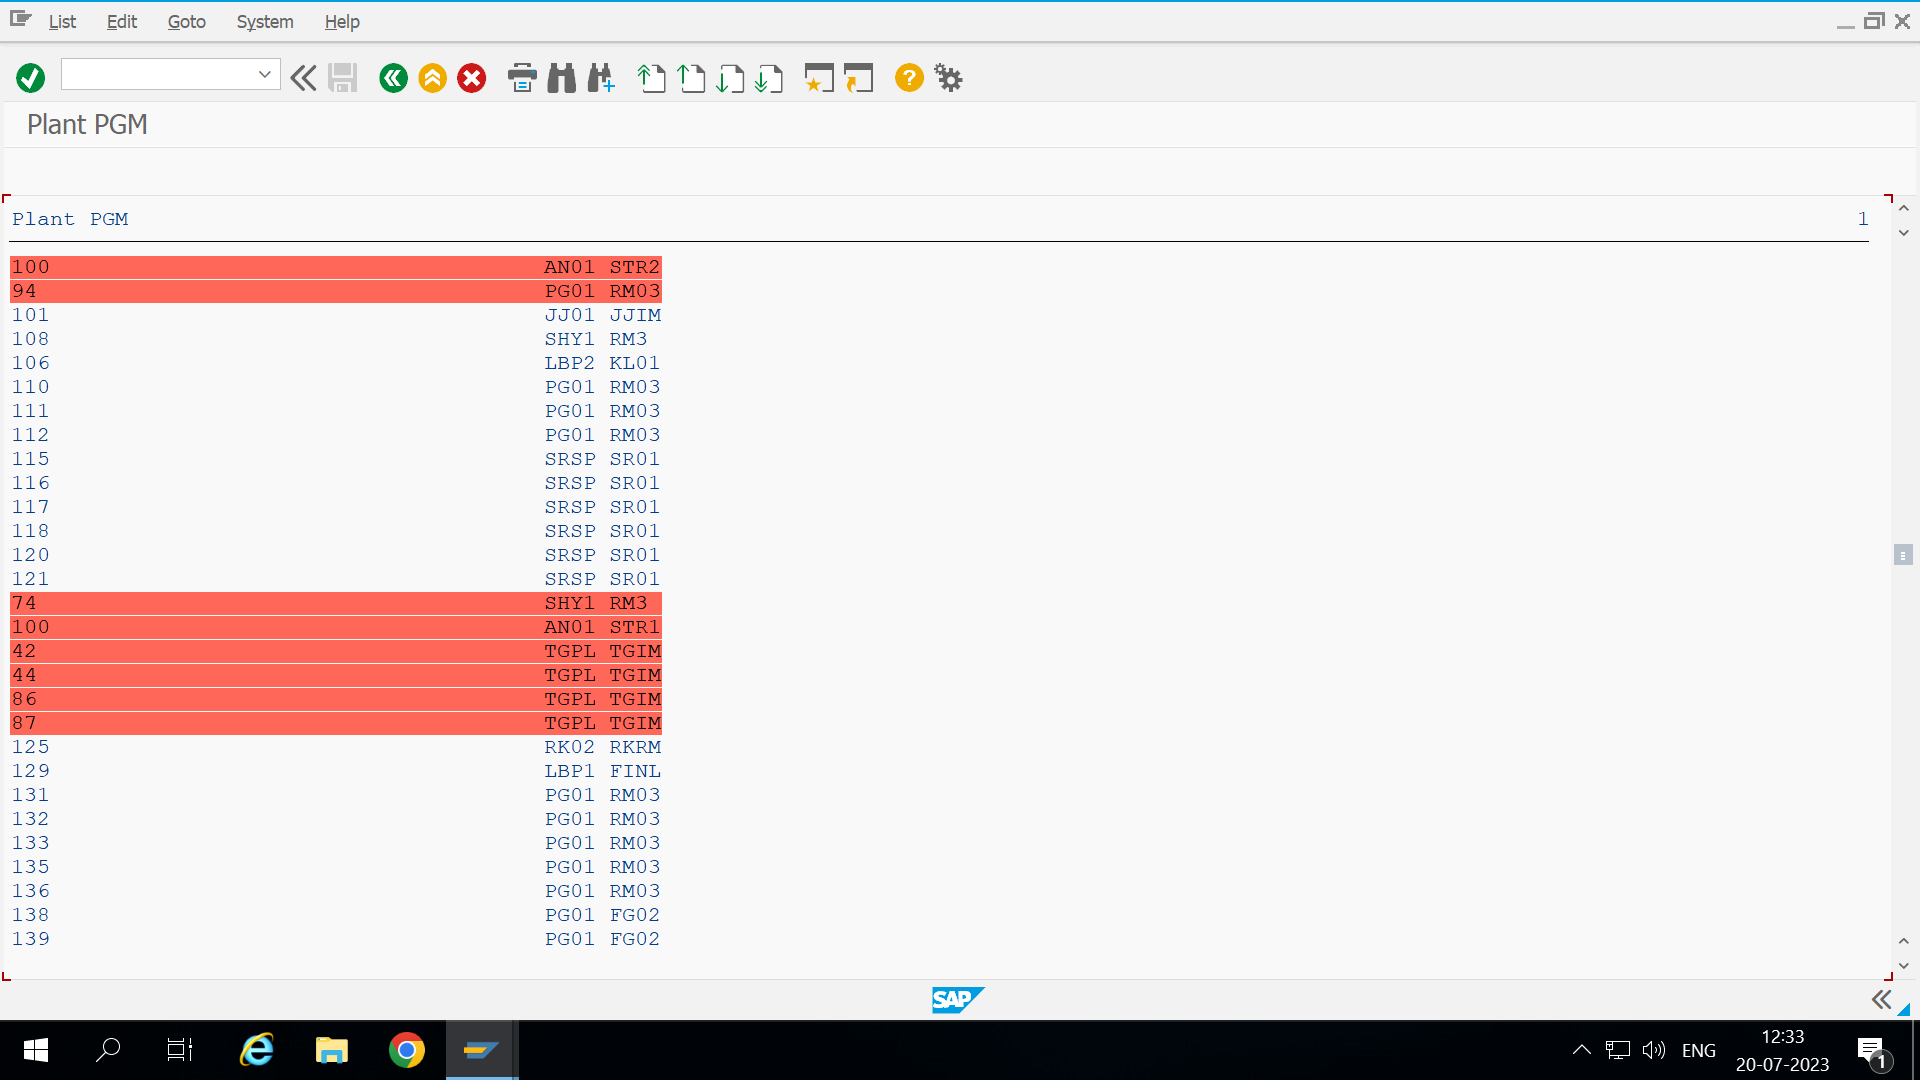 List Edit Goto System Help
Plant PGM
Plant PGM 1
100 AN01 STR2
94 PG01 RM03
101 JJ01 JJIM
108 SHY1 RM3
106 LBP2 KL01
110 PG01 RM03
111 PG01 RM03
112 PG01 RM03
115 SRSP SR01
116 SRSP SR01
117 SRSP SR01
118 SRSP SR01
120 SRSP SR01
121 SRSP SR01
74 SHY1 RM3
100 AN01 STR1
42 TGPL TGIM
44 TGPL TGIM
86 TGPL TGIM
87 TGPL TGIM
125 RK02 RKRM
129 LBP1 FINL
131 PG01 RM03
132 PG01 RM03
133 PG01 RM03
135 PG01 RM03
136 PG01 RM03
138 PG01 FG02
139 PG01 FG02
SAP
ENG 12:33 1
20-07-2023